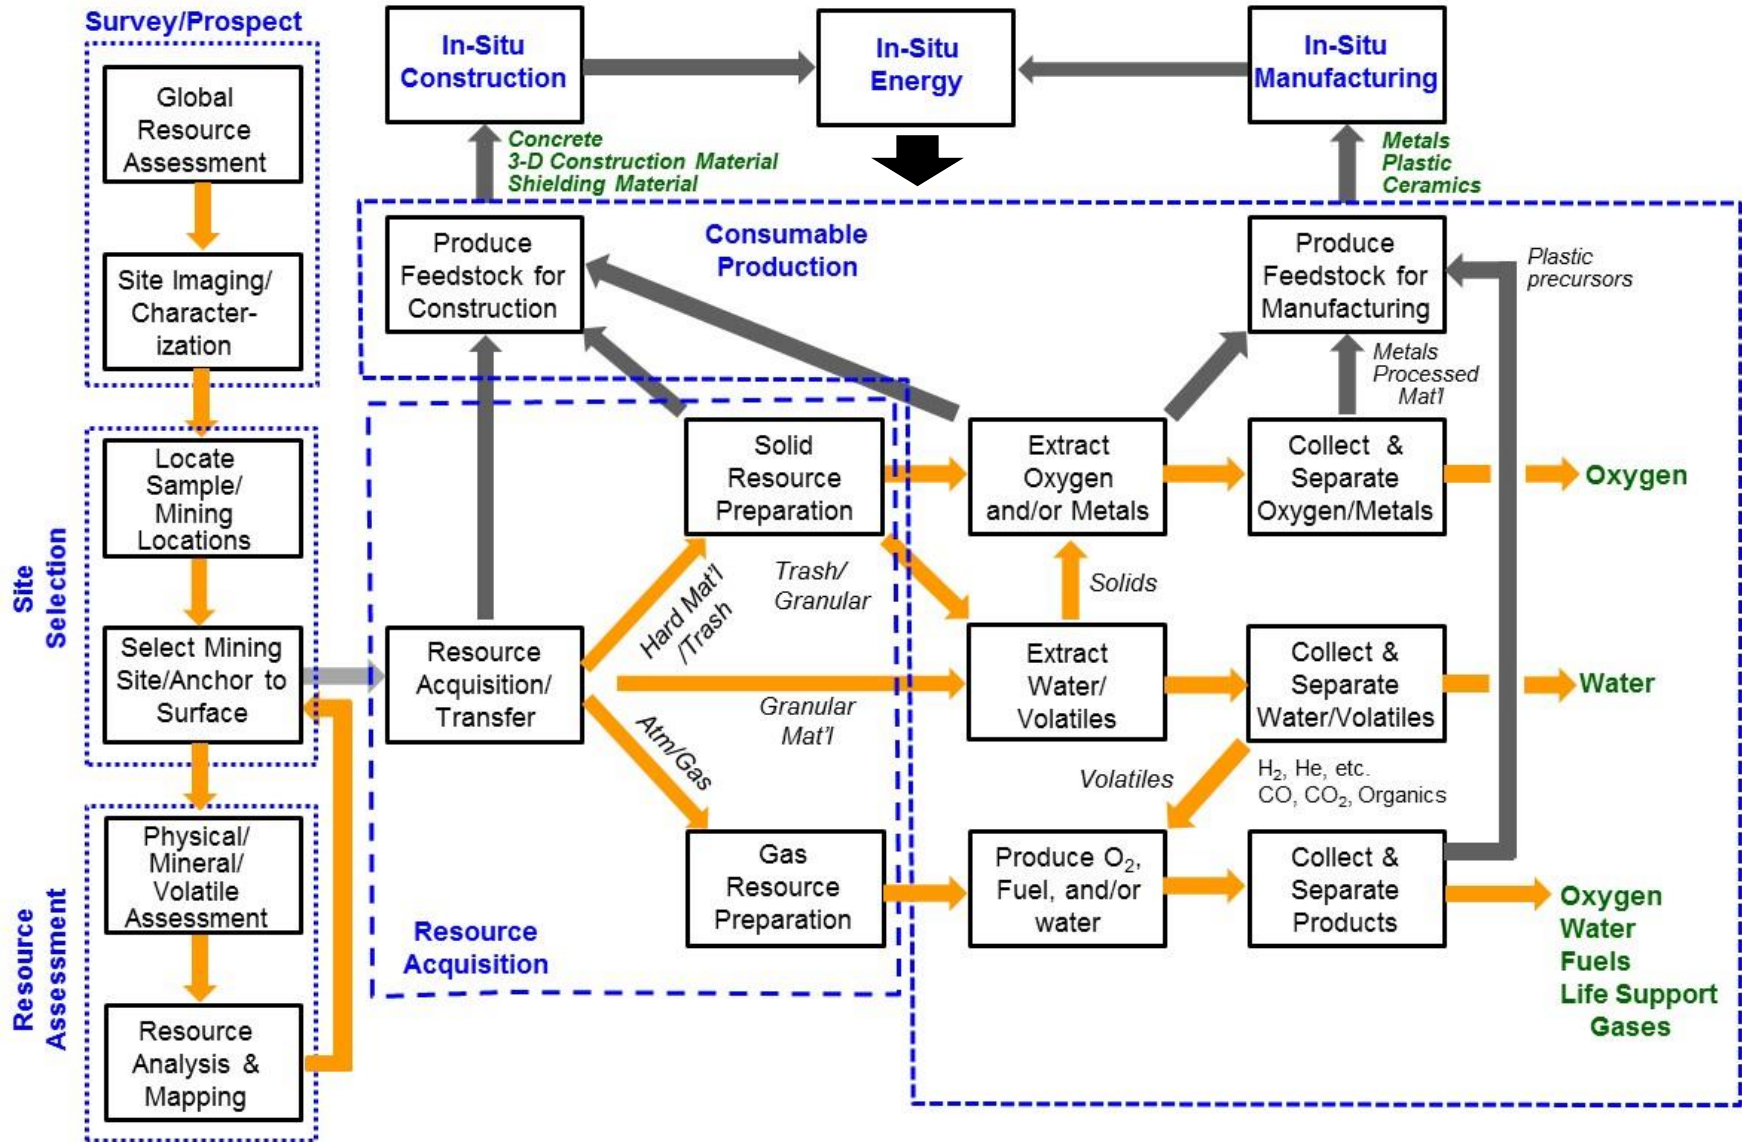 Survey/Prospect
Global
Resource
Assessment
Site Imaging/
Character-
ization
Site
Selection
Locate
Sample/
Mining
Locations
Select Mining
Site/Anchor to
Surface
Resource
Assessment
Physical/
Mineral/
Volatile
Assessment
Resource
Analysis &
Mapping
In-Situ
Construction
In-Situ
Energy
In-Situ
Manufacturing
Concrete
3-D Construction Material
Shielding Material
Metals
Plastic
Ceramics
Consumable
Production
Produce
Feedstock for
Construction
Produce
Feedstock for
Manufacturing
Plastic
precursors
Metals
Processed
Mat'l
Solid
Resource
Preparation
Extract
Oxygen
and/or Metals
Collect &
Separate
Oxygen/Metals
Oxygen
Hard Mat'l
/Trash
Trash/
Granular
Solids
Resource
Acquisition/
Transfer
Granular
Mat'l
Extract
Water/
Volatiles
Collect &
Separate
Water/Volatiles
Water
Atm/Gas
Volatiles
H₂, He, etc.
CO, CO₂, Organics
Gas
Resource
Preparation
Produce O₂,
Fuel, and/or
water
Collect &
Separate
Products
Oxygen
Water
Fuels
Life Support
Gases
Resource
Acquisition